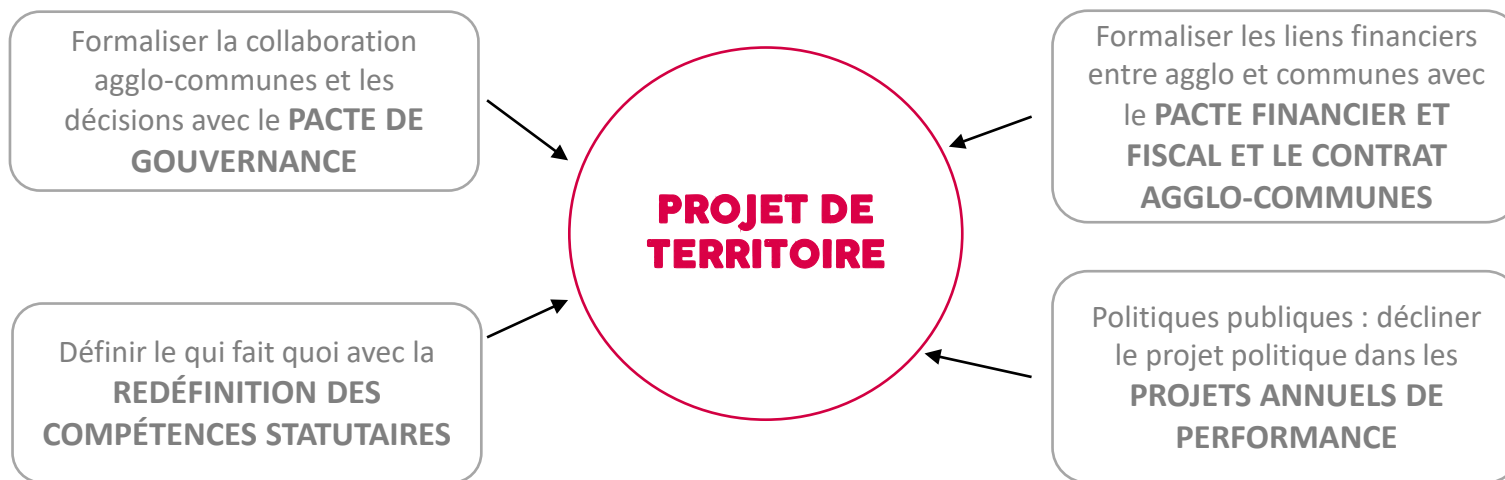 Formaliser la collaboration
agglo-communes et les
décisions avec le PACTE DE
GOUVERNANCE
Formaliser les liens financiers
entre agglo et communes avec
le PACTE FINANCIER ET
FISCAL ET LE CONTRAT
AGGLO-COMMUNES
PROJET DE
TERRITOIRE
Définir le qui fait quoi avec la
REDÉFINITION DES
COMPÉTENCES STATUTAIRES
Politiques publiques : décliner
le projet politique dans les
PROJETS ANNUELS DE
PERFORMANCE